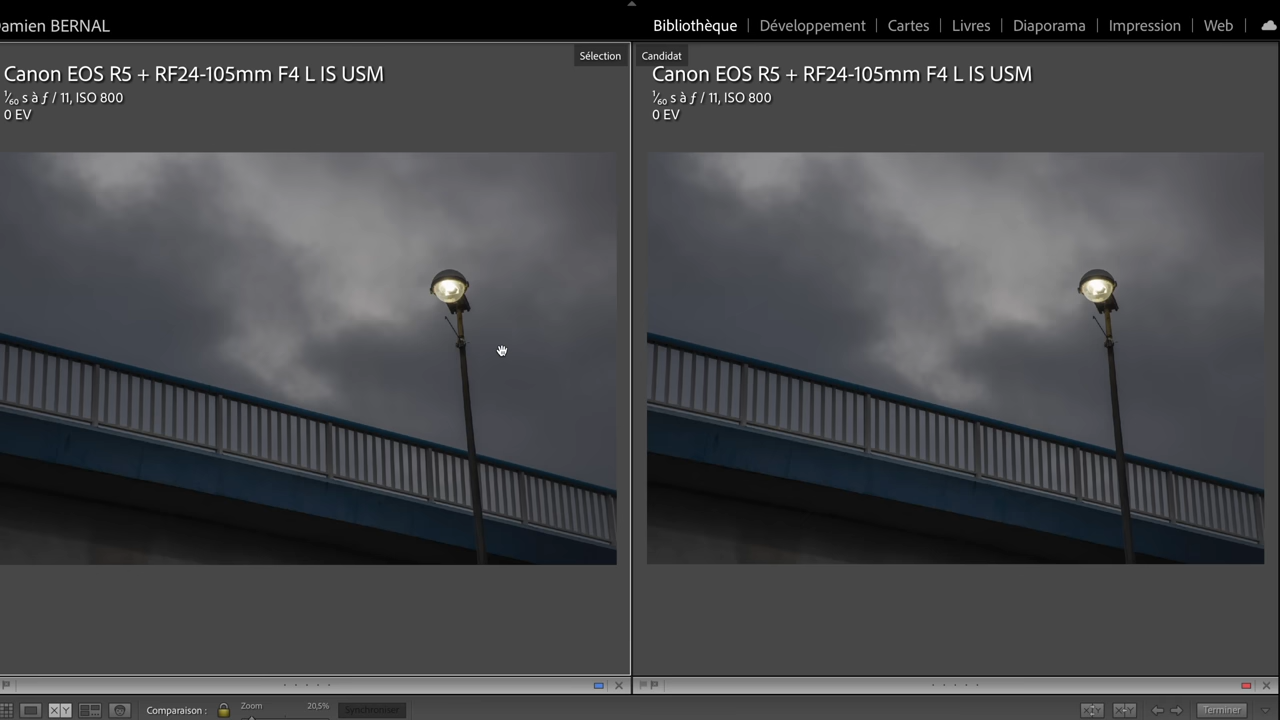 amien BERNAL
Bibliothèque | Développement | Cartes | Livres | Diaporama | Impression | Web
Sélection
Candidat
Canon EOS R5 + RF24-105mm F4 L IS USM
1/60 s à ƒ / 11, ISO 800
0 EV
Canon EOS R5 + RF24-105mm F4 L IS USM
1/60 s à ƒ / 11, ISO 800
0 EV
XY
Comparaison :
Zoom
20,5%
Synchroniser
Terminer